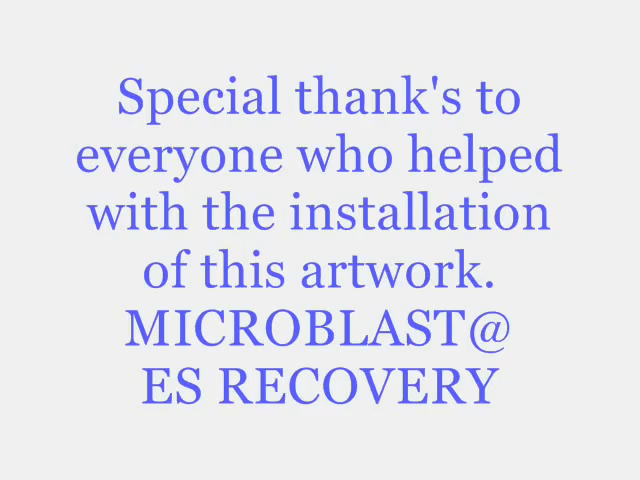 Special thank's to
everyone who helped
with the installation
of this artwork.
MICROBLAST@
ES RECOVERY